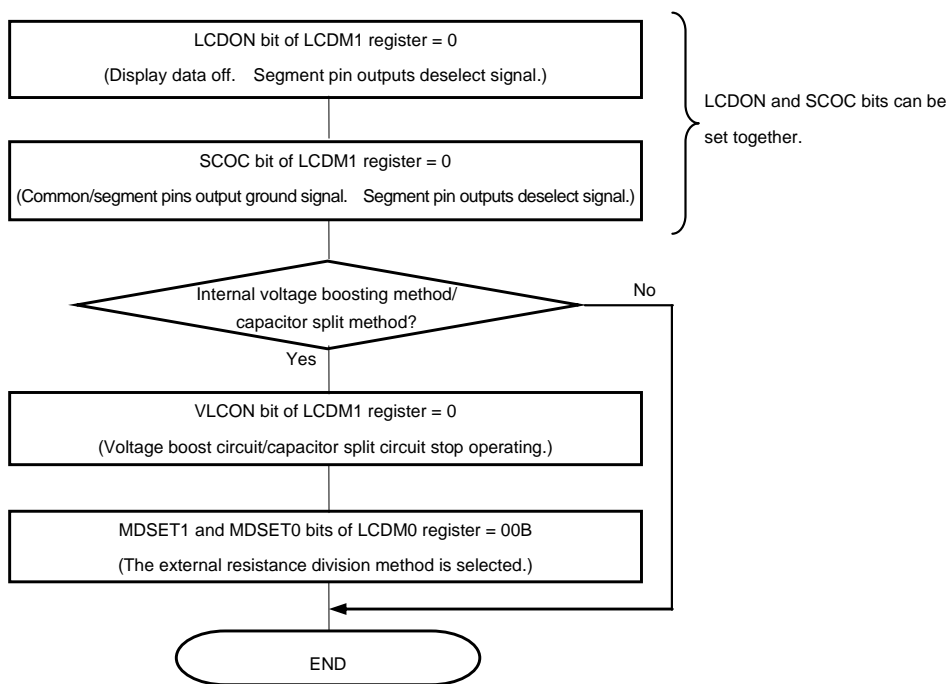 LCDON bit of LCDM1 register = 0
(Display data off. Segment pin outputs deselect signal.)
LCDON and SCOC bits can be
set together.
SCOC bit of LCDM1 register = 0
(Common/segment pins output ground signal. Segment pin outputs deselect signal.)
Internal voltage boosting method/
capacitor split method?
No
Yes
VLCON bit of LCDM1 register = 0
(Voltage boost circuit/capacitor split circuit stop operating.)
MDSET1 and MDSET0 bits of LCDM0 register = 00B
(The external resistance division method is selected.)
END